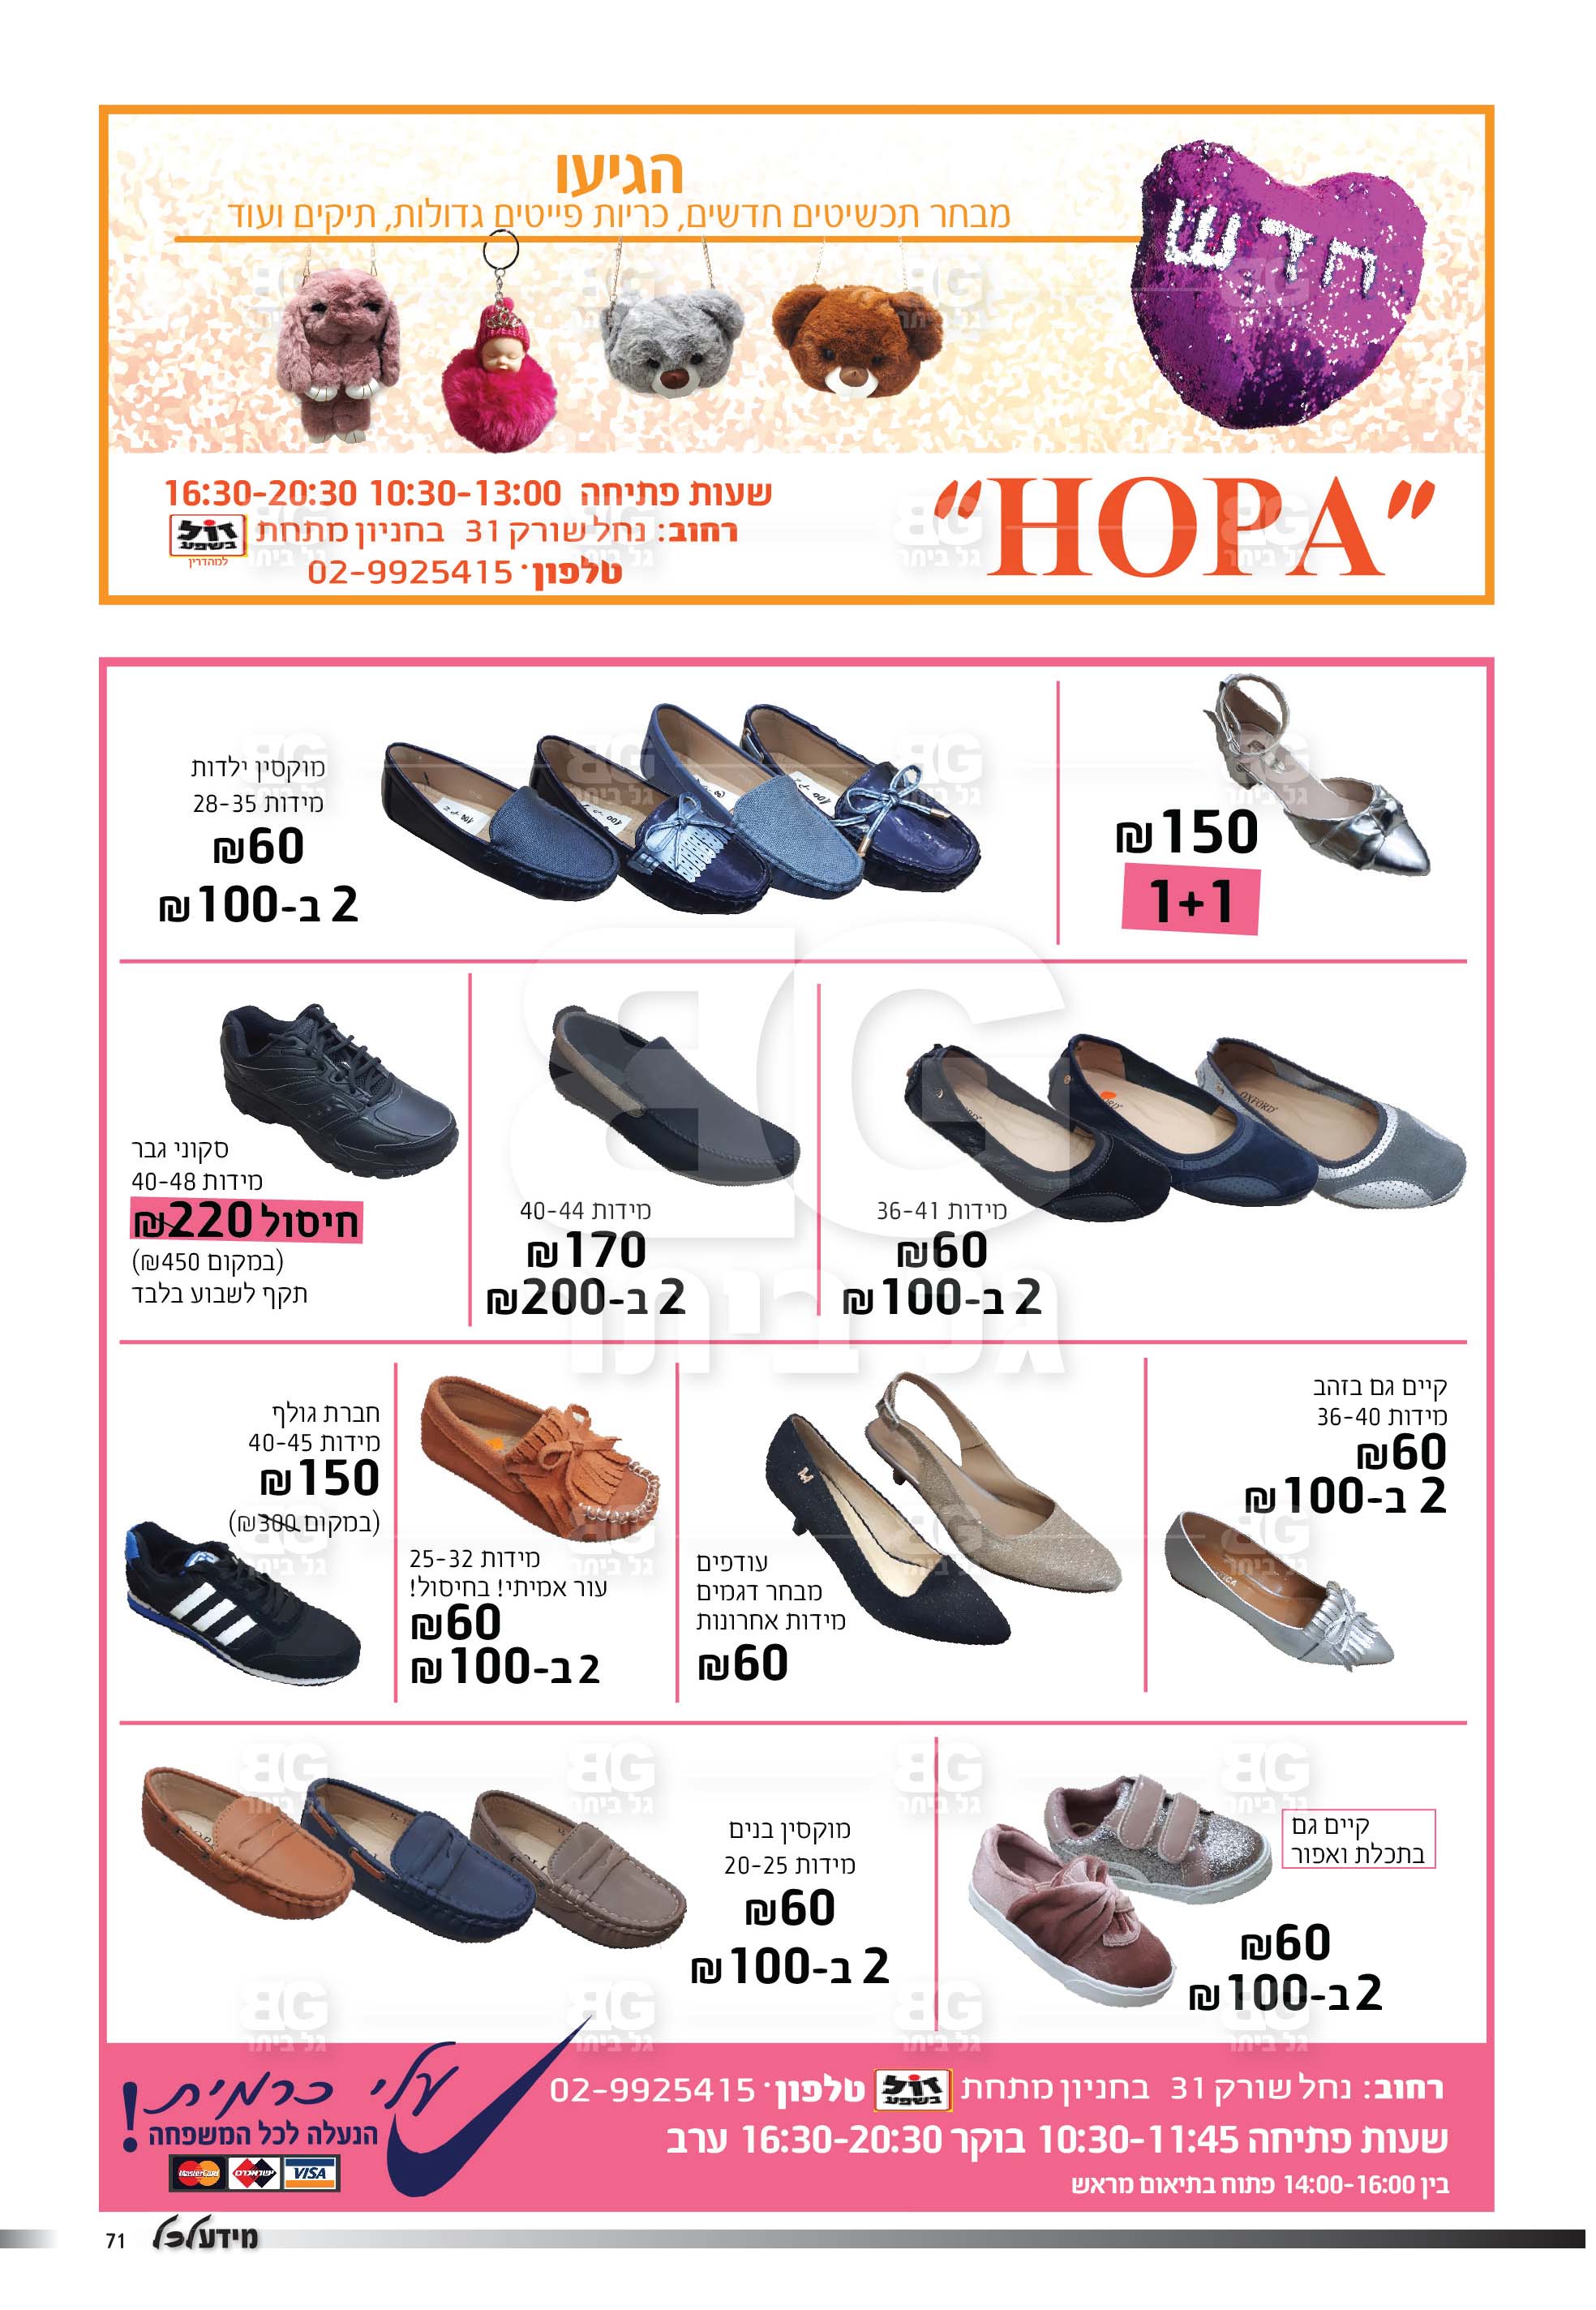 הגיעו
מבחר תכשיטים חדשים, כריות פייטים גדולות, תיקים ועוד
חדש
"HOPA"
שעות פתיחה 10:30-13:00 16:30-20:30
רחוב: נחל שורק 31 בחניון מתחת זול בשפע למהדרין
טלפון: 02-9925415
₪150
1+1
מוקסין ילדות
מידות 28-35
₪60
2 ב-100₪
מידות 36-41
₪60
2 ב-100₪
מידות 40-44
₪170
2 ב-200₪
סקוני גבר
מידות 40-48
חיסול 220₪
(במקום 450₪)
תקף לשבוע בלבד
קיים גם בזהב
מידות 36-40
₪60
2 ב-100₪
עודפים
מבחר דגמים
מידות אחרונות
₪60
מידות 25-32
עור אמיתי! בחיסול!
₪60
2 ב-100₪
חברת גולף
מידות 40-45
₪150
(במקום 300₪)
קיים גם
בתכלת ואפור
₪60
2 ב-100₪
מוקסין בנים
מידות 20-25
₪60
2 ב-100₪
רחוב: נחל שורק 31 בחניון מתחת זול בשפע טלפון: 02-9925415
שעות פתיחה 10:30-11:45 בוקר 16:30-20:30 ערב
בין 14:00-16:00 פתוח בתיאום מראש
עלי כרמית!
הנעלה לכל המשפחה
MasterCard ישראכרט VISA
BG
גל ביתר
OXFORD
מידע לכל
71